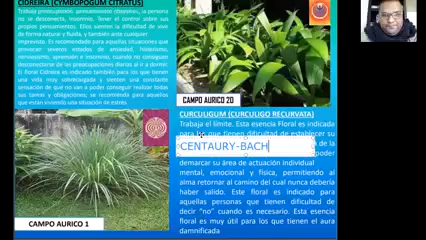 CIDREIRA (CYMBOPOGUM CITRATUS)
Trabaja preocupación, pensamiento obsesivo, la persona
no se desconecta, insomnio. Tener el control sobre sus
propios pensamientos. Ellos sienten la dificultad de vivir
de forma natural y fluida, y también ante cualquier
imprevisto. Es recomendado para aquellas situaciones que
provocar severos estados de ansiedad, histerismo,
nerviosismo, aprensión e insomnio, cuando no consiguen
desconectarse de las preocupaciones diarias al ir a dormir.
El floral Cidreira es indicado también para los que tienen
una vida muy sobrecargada y sienten una constante
sensación de que no van a poder conseguir realizar todas
sus tareas y obligaciones; se recomienda para aquellos
que están viviendo una situación de estrés.
CAMPO AURICO 1
CAMPO AURICO 20
CURCULIGUM (CURCULIGO RECURVATA)
Trabaja el límite. Esta esencia Floral es indicada
para los que tienen dificultad de establecer su
de la
CENTAURY-BACH
poder
demarcar su área de actuación individual
mental, emocional y física, permitiendo al
alma retornar al camino del cual nunca debería
haber salido. Este floral es indicado para
aquellas personas que tienen dificultad de
decir "no" cuando es necesario. Esta esencia
floral es muy útil para los que tienen el aura
damnificada